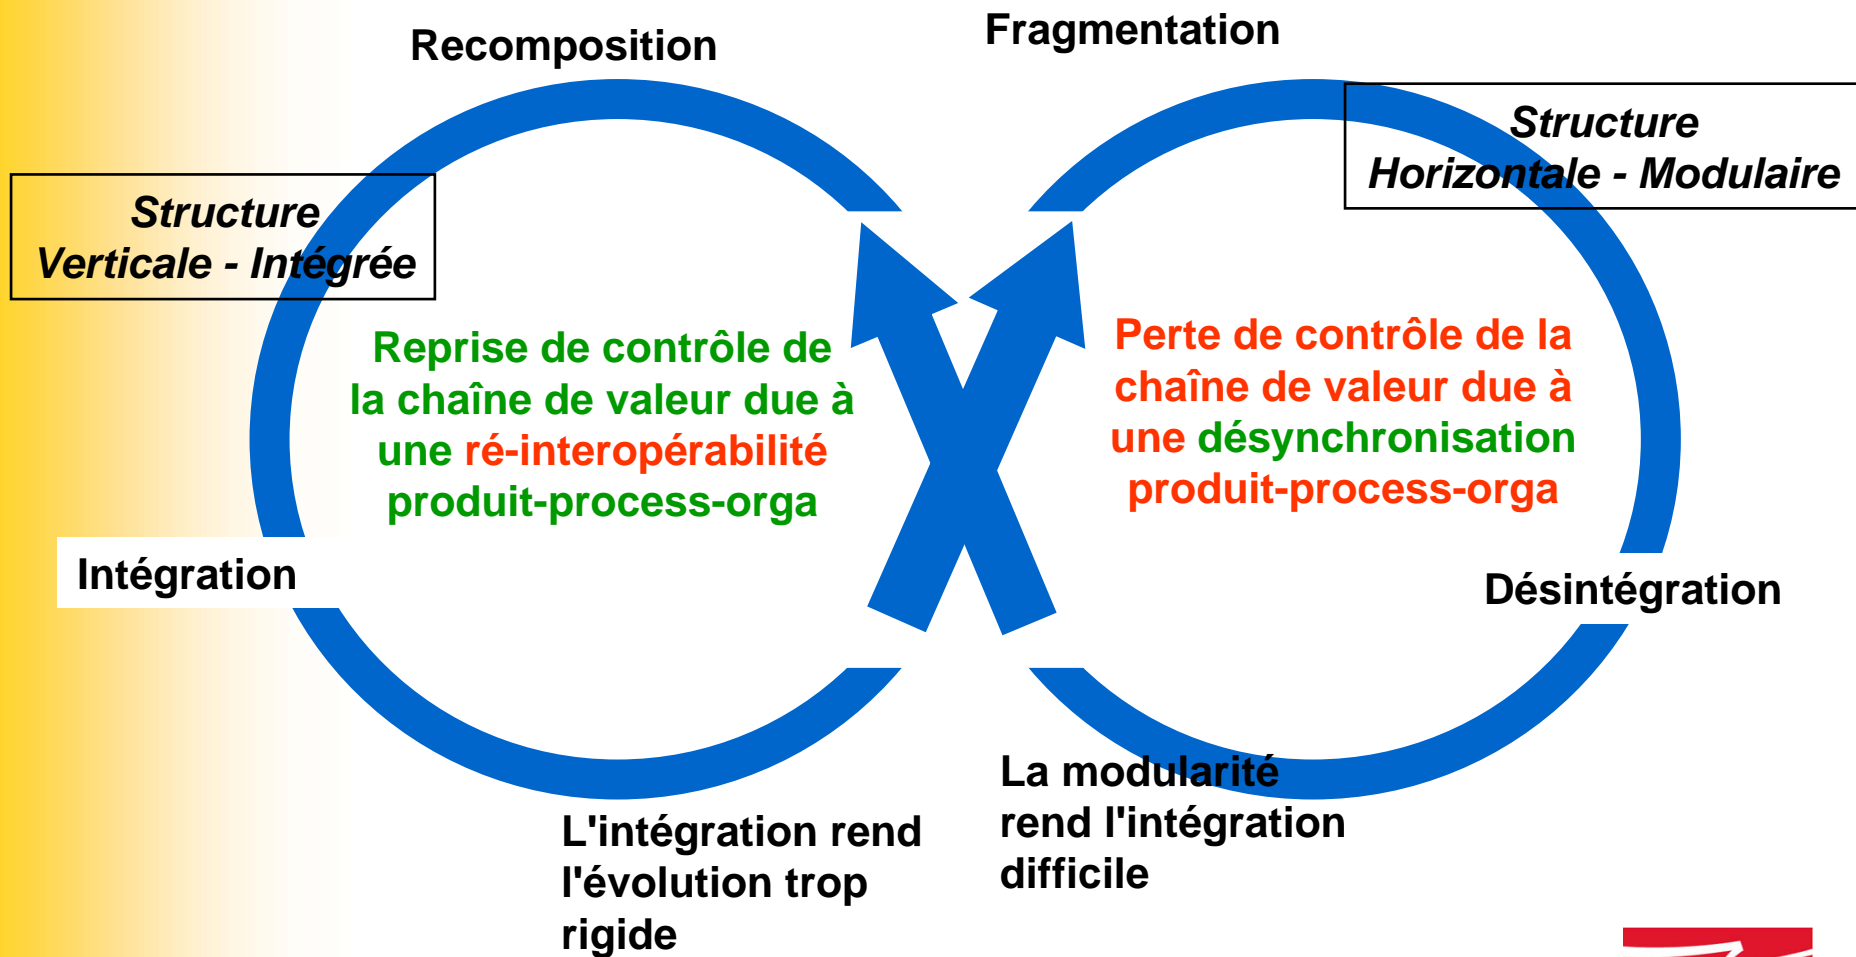 Recomposition
Fragmentation
Structure
Horizontale - Modulaire
Structure
Verticale - Intégrée
Reprise de contrôle de
la chaîne de valeur due à
une ré-interopérabilité
produit-process-orga
Perte de contrôle de la
chaîne de valeur due à
une désynchronisation
produit-process-orga
Intégration
Désintégration
L'intégration rend
l'évolution trop
rigide
La modularité
rend l'intégration
difficile